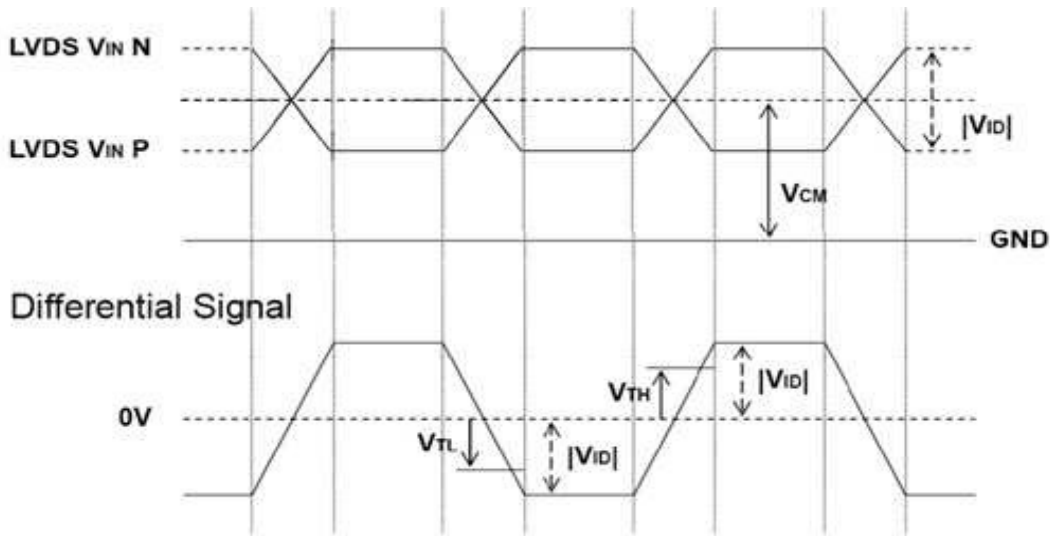 LVDS VIN N
|VID|
LVDS VIN P
VCM
GND
Differential Signal
VTH
|VID|
0V
VTL
|VID|